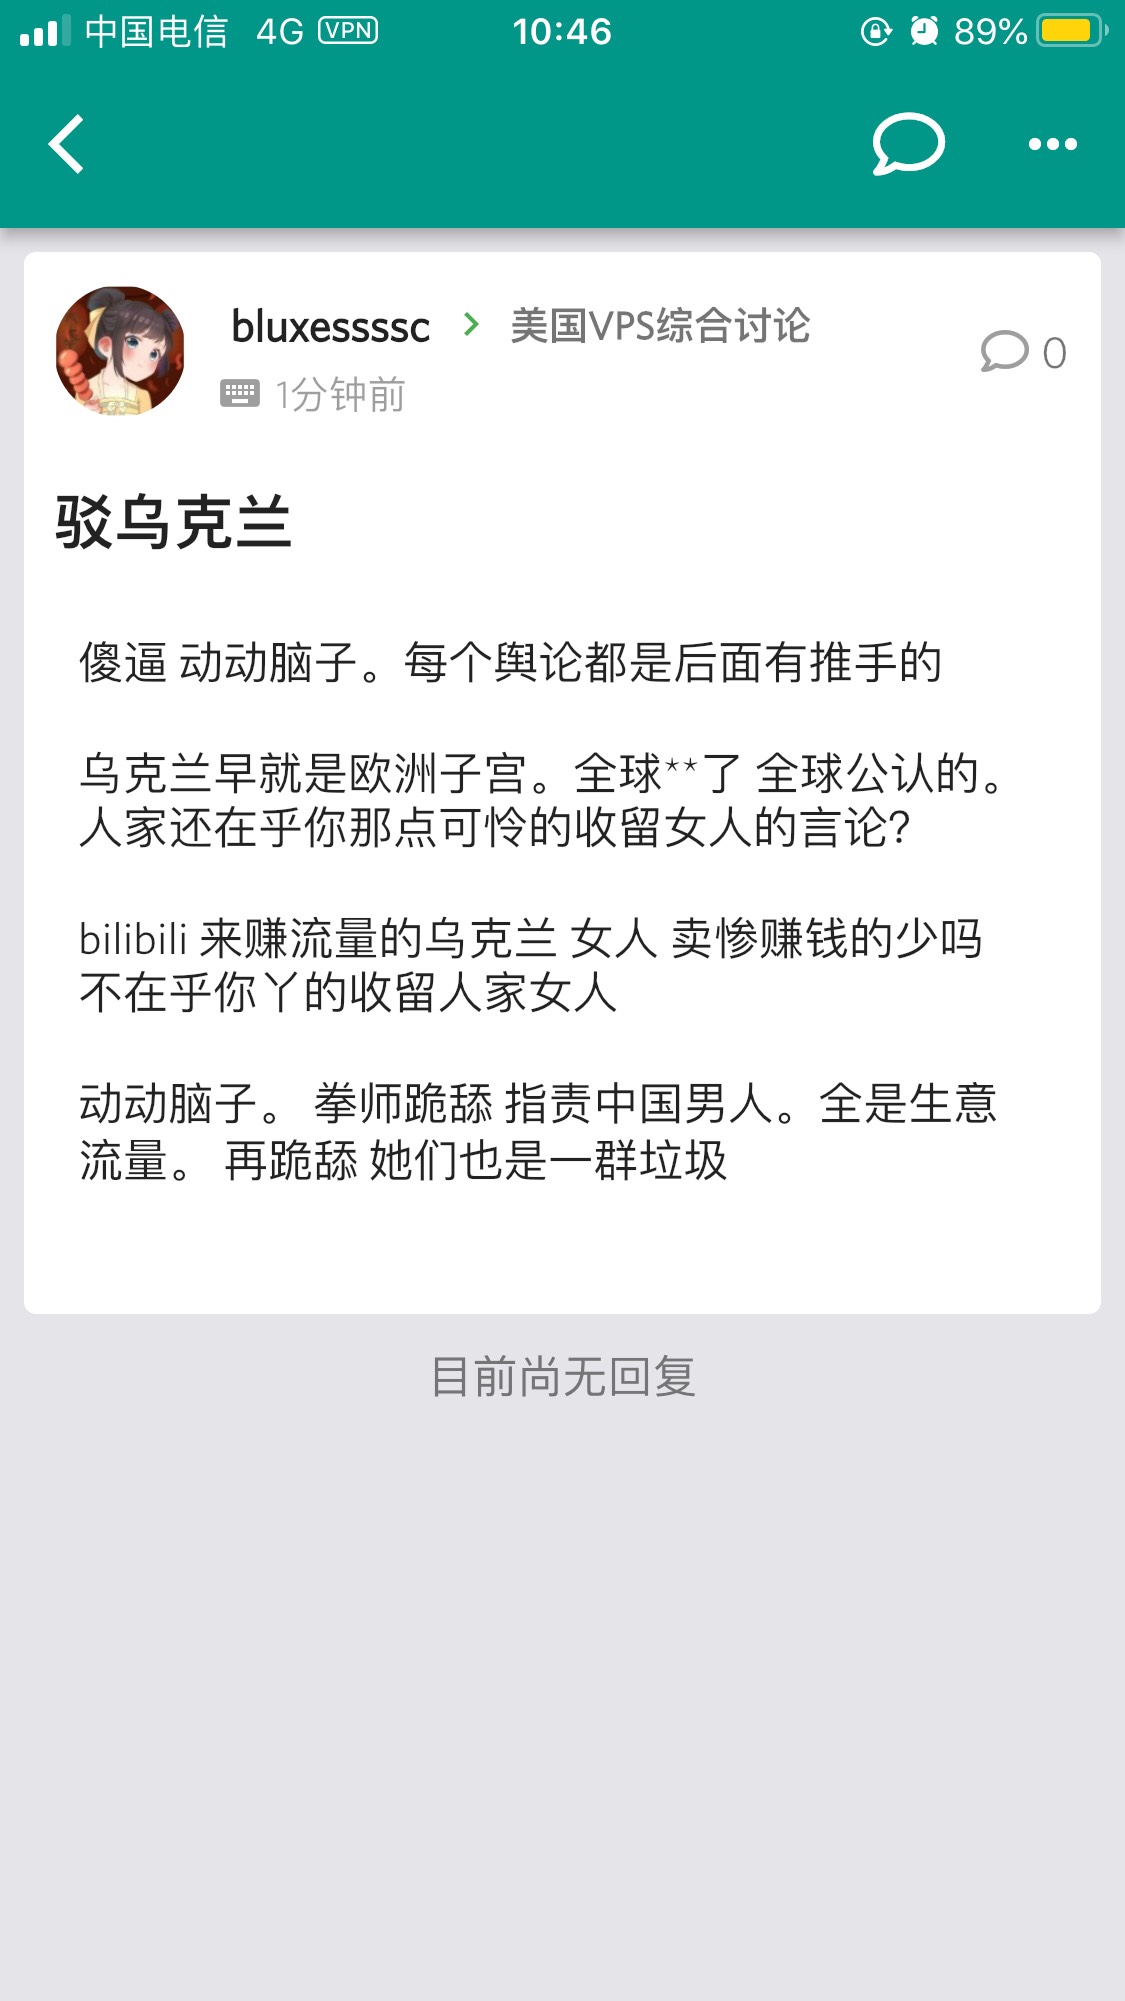 中国电信 4G VPN 10:46 89%
bluxessssc > 美国VPS综合讨论
1分钟前
0
驳乌克兰
傻逼 动动脑子。每个舆论都是后面有推手的
乌克兰早就是欧洲子宫。全球**了 全球公认的。
人家还在乎你那点可怜的收留女人的言论?
bilibili 来赚流量的乌克兰 女人 卖惨赚钱的少吗
不在乎你丫的收留人家女人
动动脑子。 拳师跪舔 指责中国男人。全是生意
流量。 再跪舔 她们也是一群垃圾
目前尚无回复